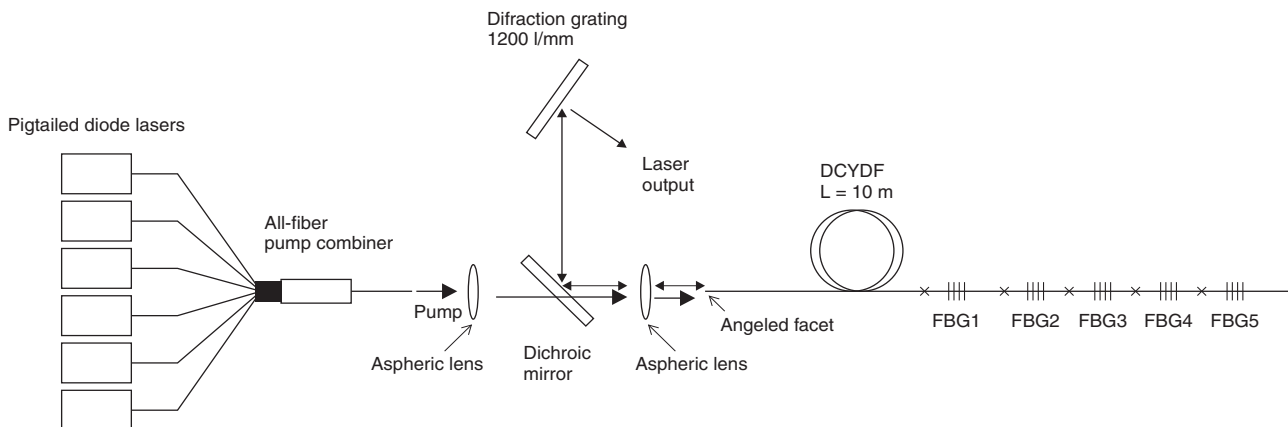 Difraction grating
1200 l/mm
Pigtailed diode lasers
Laser
output
DCYDF
L = 10 m
All-fiber
pump combiner
Pump
Angeled facet
FBG1
FBG2
FBG3
FBG4
FBG5
Aspheric lens
Dichroic
mirror
Aspheric lens